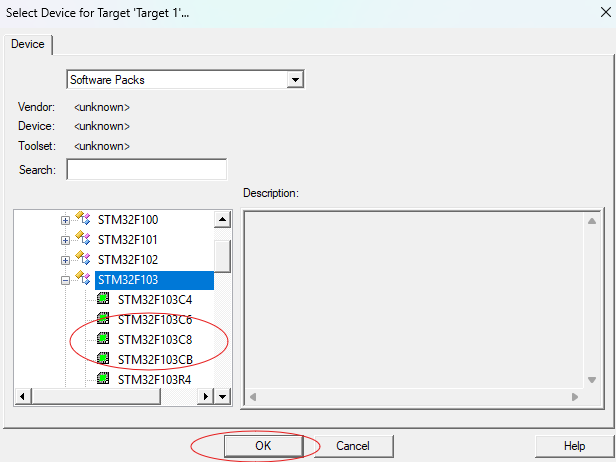 Select Device for Target 'Target 1'...
Device
Software Packs
Vendor: <unknown>
Device: <unknown>
Toolset: <unknown>
Search:
Description:
STM32F100
STM32F101
STM32F102
STM32F103
STM32F103C4
STM32F103C6
STM32F103C8
STM32F103CB
STM32F103R4
OK Cancel Help